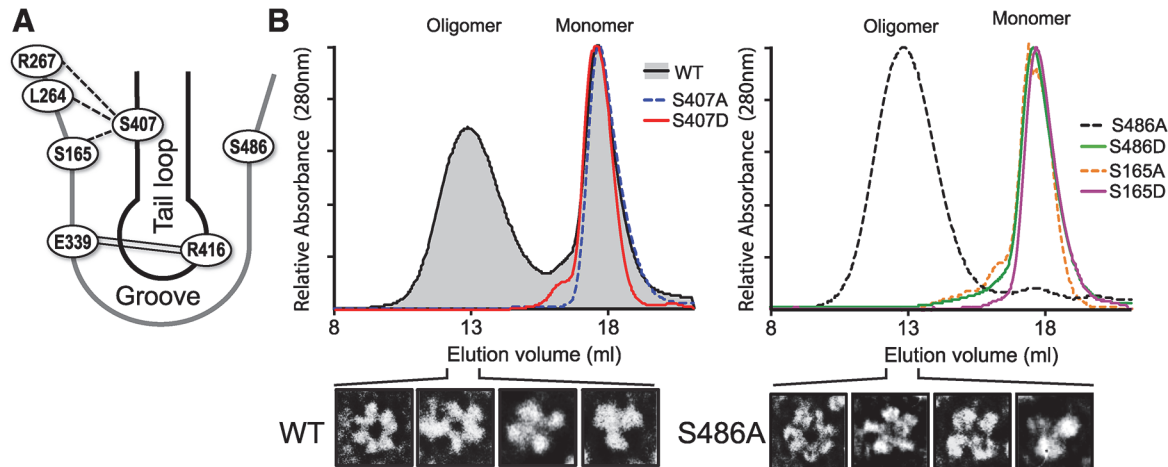 A
R267
L264
S407
S165
S486
Tail loop
E339
R416
Groove
B
Oligomer
Monomer
Relative Absorbance (280nm)
WT
S407A
S407D
8
13
18
Elution volume (ml)
WT
Oligomer
Monomer
Relative Absorbance (280nm)
S486A
S486D
S165A
S165D
8
13
18
Elution volume (ml)
S486A